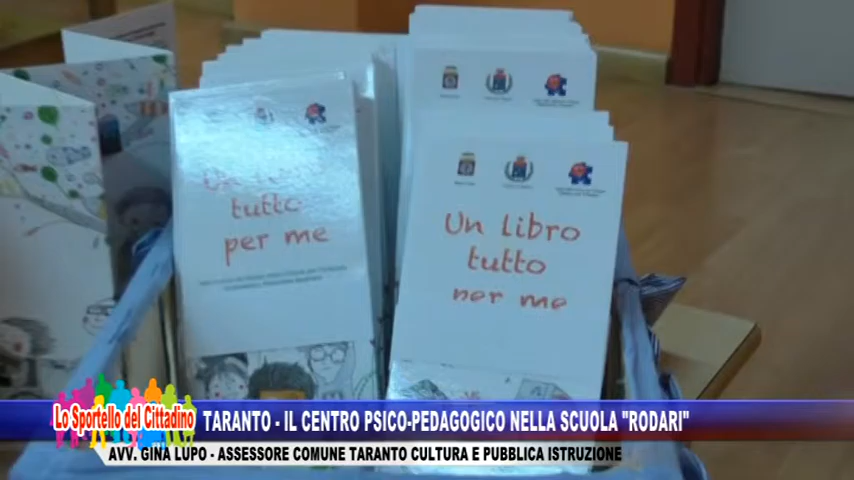 tutto
per me
Un libro
tutto
per me
Lo Sportello del Cittadino
TARANTO - IL CENTRO PSICO-PEDAGOGICO NELLA SCUOLA "RODARI"
AVV. GINA LUPO - ASSESSORE COMUNE TARANTO CULTURA E PUBBLICA ISTRUZIONE